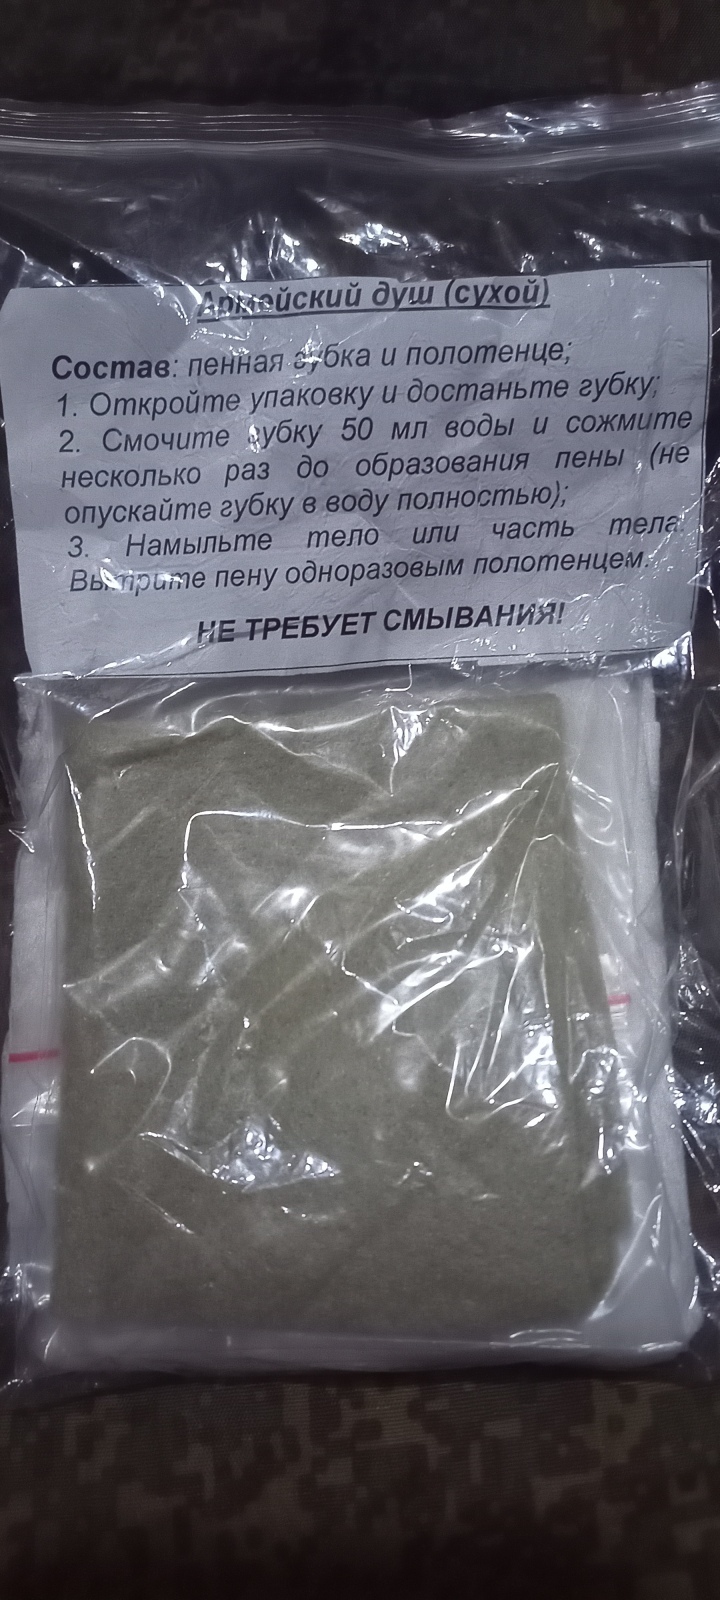 Армейский душ (сухой)
Состав: пенная губка и полотенце;
1. Откройте упаковку и достаньте губку;
2. Смочите губку 50 мл воды и сожмите
несколько раз до образования пены (не
опускайте губку в воду полностью);
3. Намыльте тело или часть тела.
Вытрите пену одноразовым полотенцем.
НЕ ТРЕБУЕТ СМЫВАНИЯ!